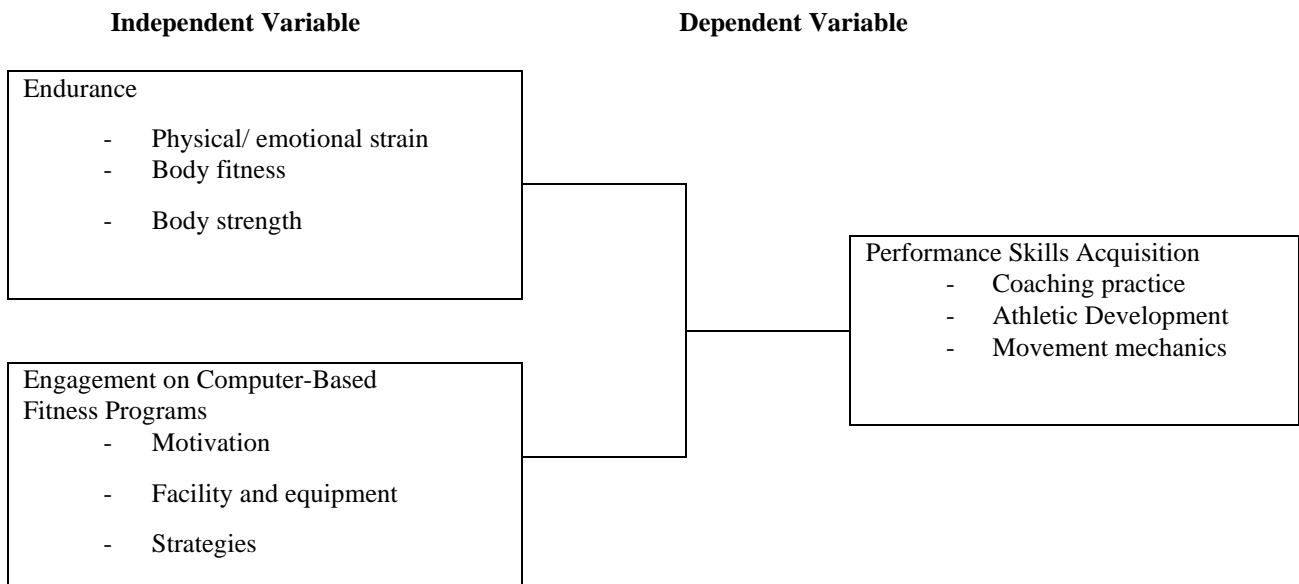 Independent Variable
Dependent Variable
Endurance
- Physical/ emotional strain
- Body fitness
- Body strength
Performance Skills Acquisition
- Coaching practice
- Athletic Development
- Movement mechanics
Engagement on Computer-Based
Fitness Programs
- Motivation
- Facility and equipment
- Strategies